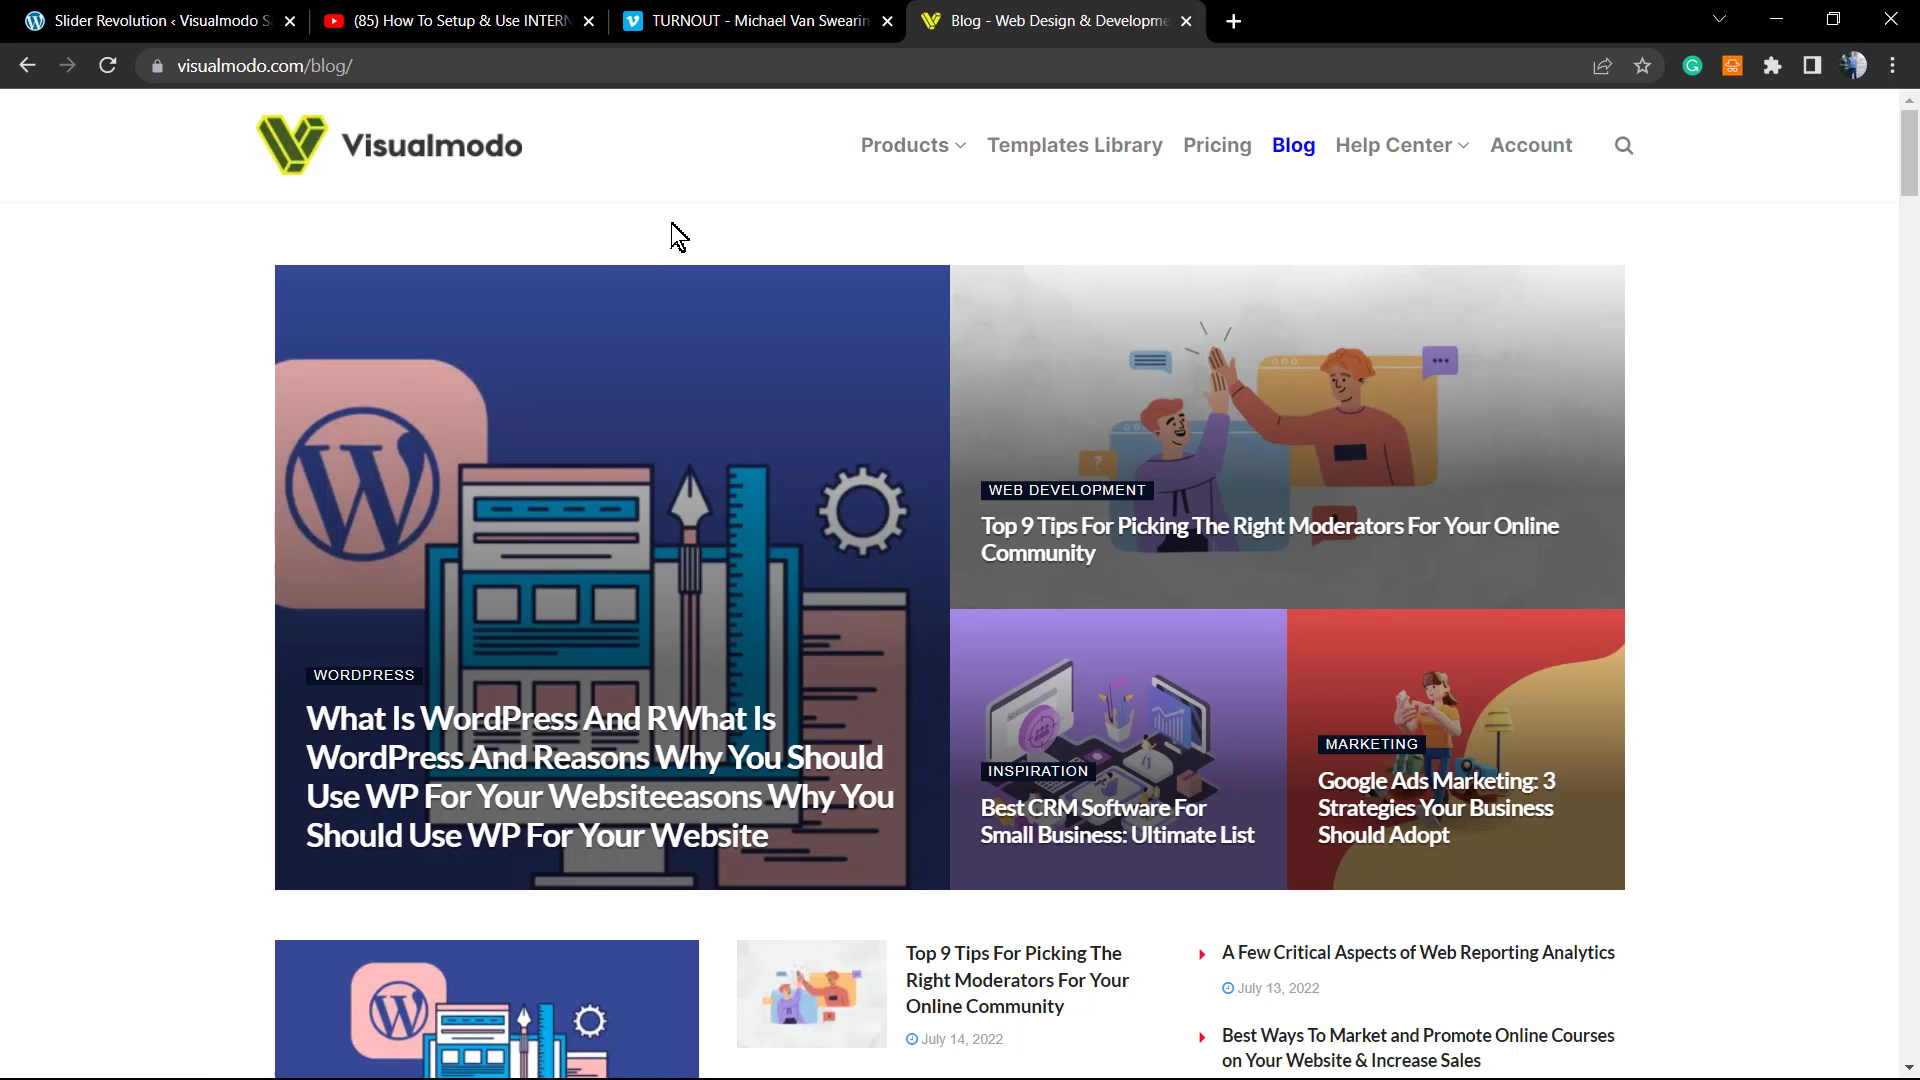 Slider Revolution ‹ Visualmodo S
(85) How To Setup & Use INTERN
TURNOUT - Michael Van Swearin
Blog - Web Design & Developme
visualmodo.com/blog/
Visualmodo
Products
Templates Library
Pricing
Blog
Help Center
Account
WORDPRESS
What Is WordPress And RWhat Is
WordPress And Reasons Why You Should
Use WP For Your Websiteeasons Why You
Should Use WP For Your Website
WEB DEVELOPMENT
Top 9 Tips For Picking The Right Moderators For Your Online
Community
INSPIRATION
Best CRM Software For
Small Business: Ultimate List
MARKETING
Google Ads Marketing: 3
Strategies Your Business
Should Adopt
Top 9 Tips For Picking The
Right Moderators For Your
Online Community
July 14, 2022
A Few Critical Aspects of Web Reporting Analytics
July 13, 2022
Best Ways To Market and Promote Online Courses
on Your Website & Increase Sales